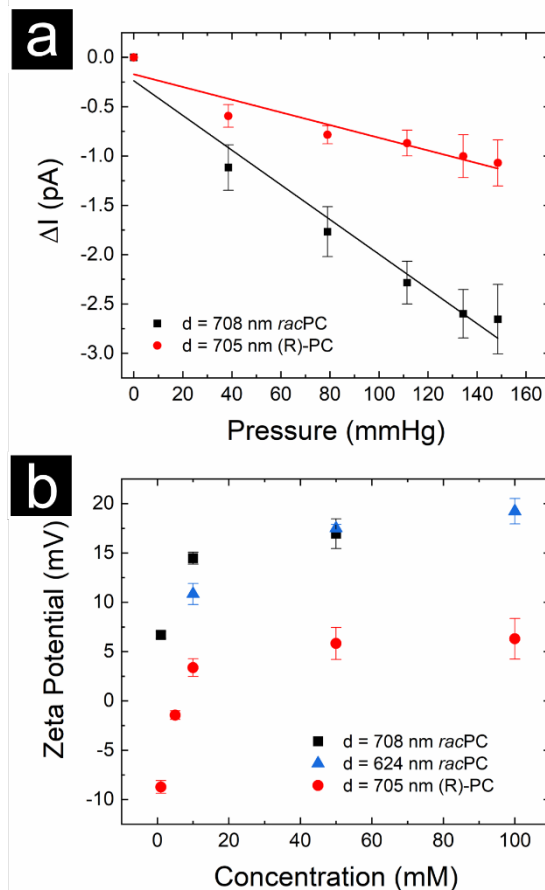 a
0.0
-0.5
-1.0
-1.5
-2.0
-2.5
-3.0
ΔI (pA)
d = 708 nm racPC
d = 705 nm (R)-PC
0 20 40 60 80 100 120 140 160
Pressure (mmHg)
b
20
15
10
5
0
-5
-10
Zeta Potential (mV)
d = 708 nm racPC
d = 624 nm racPC
d = 705 nm (R)-PC
0 20 40 60 80 100
Concentration (mM)